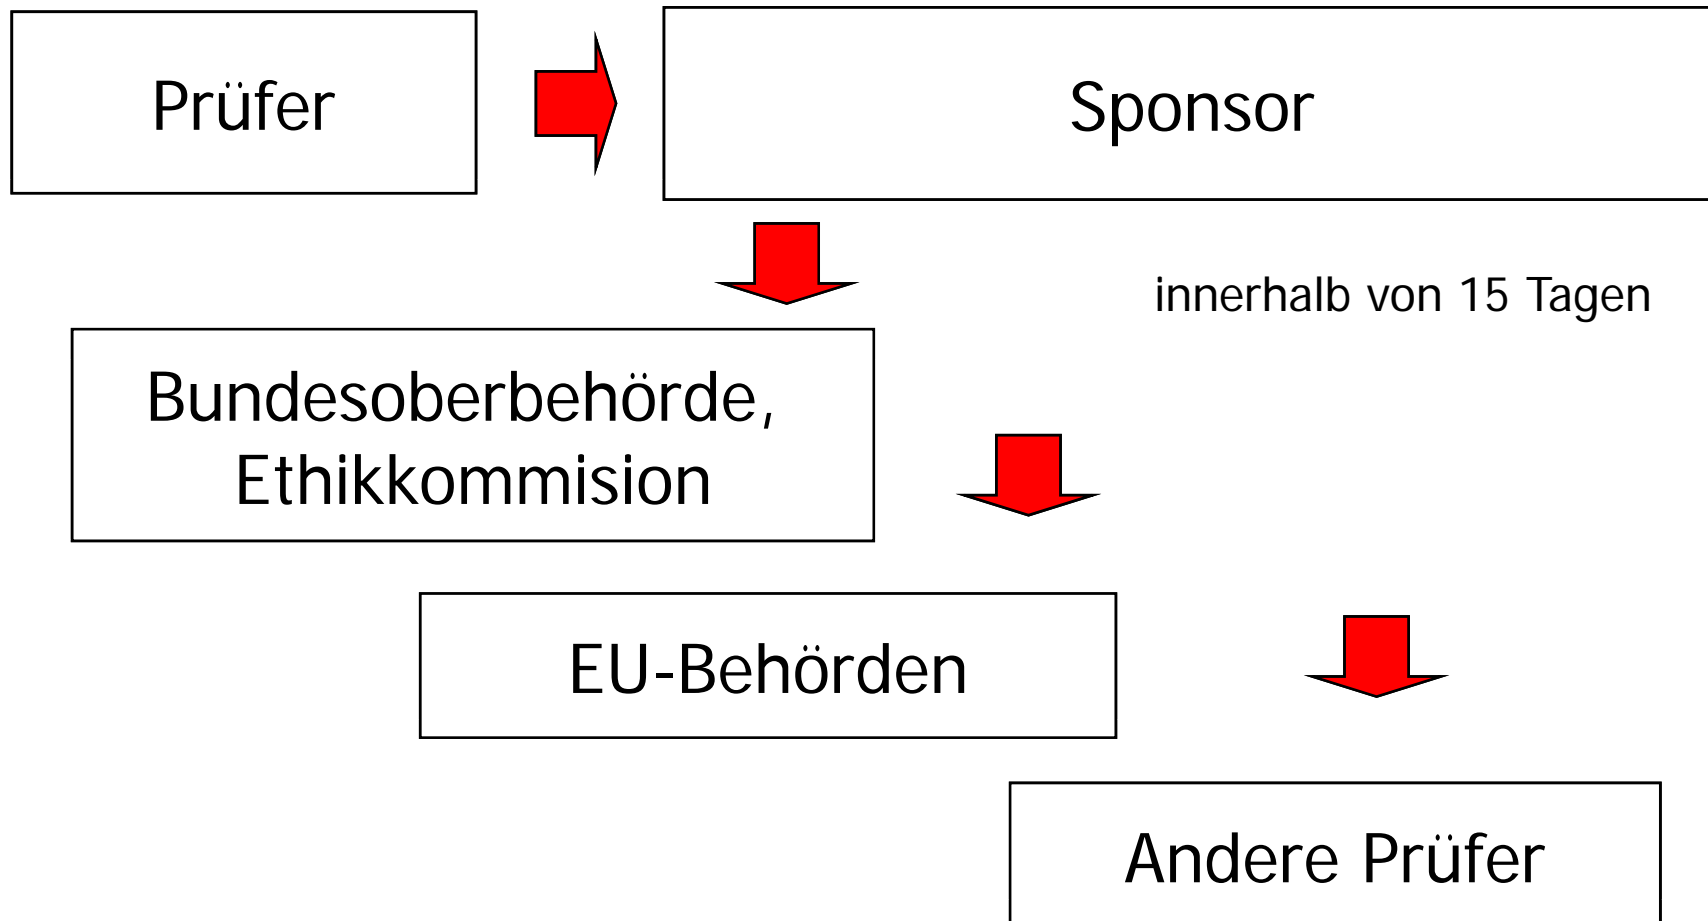 Prüfer
Sponsor
innerhalb von 15 Tagen
Bundesoberbehörde,
Ethikkommision
EU-Behörden
Andere Prüfer